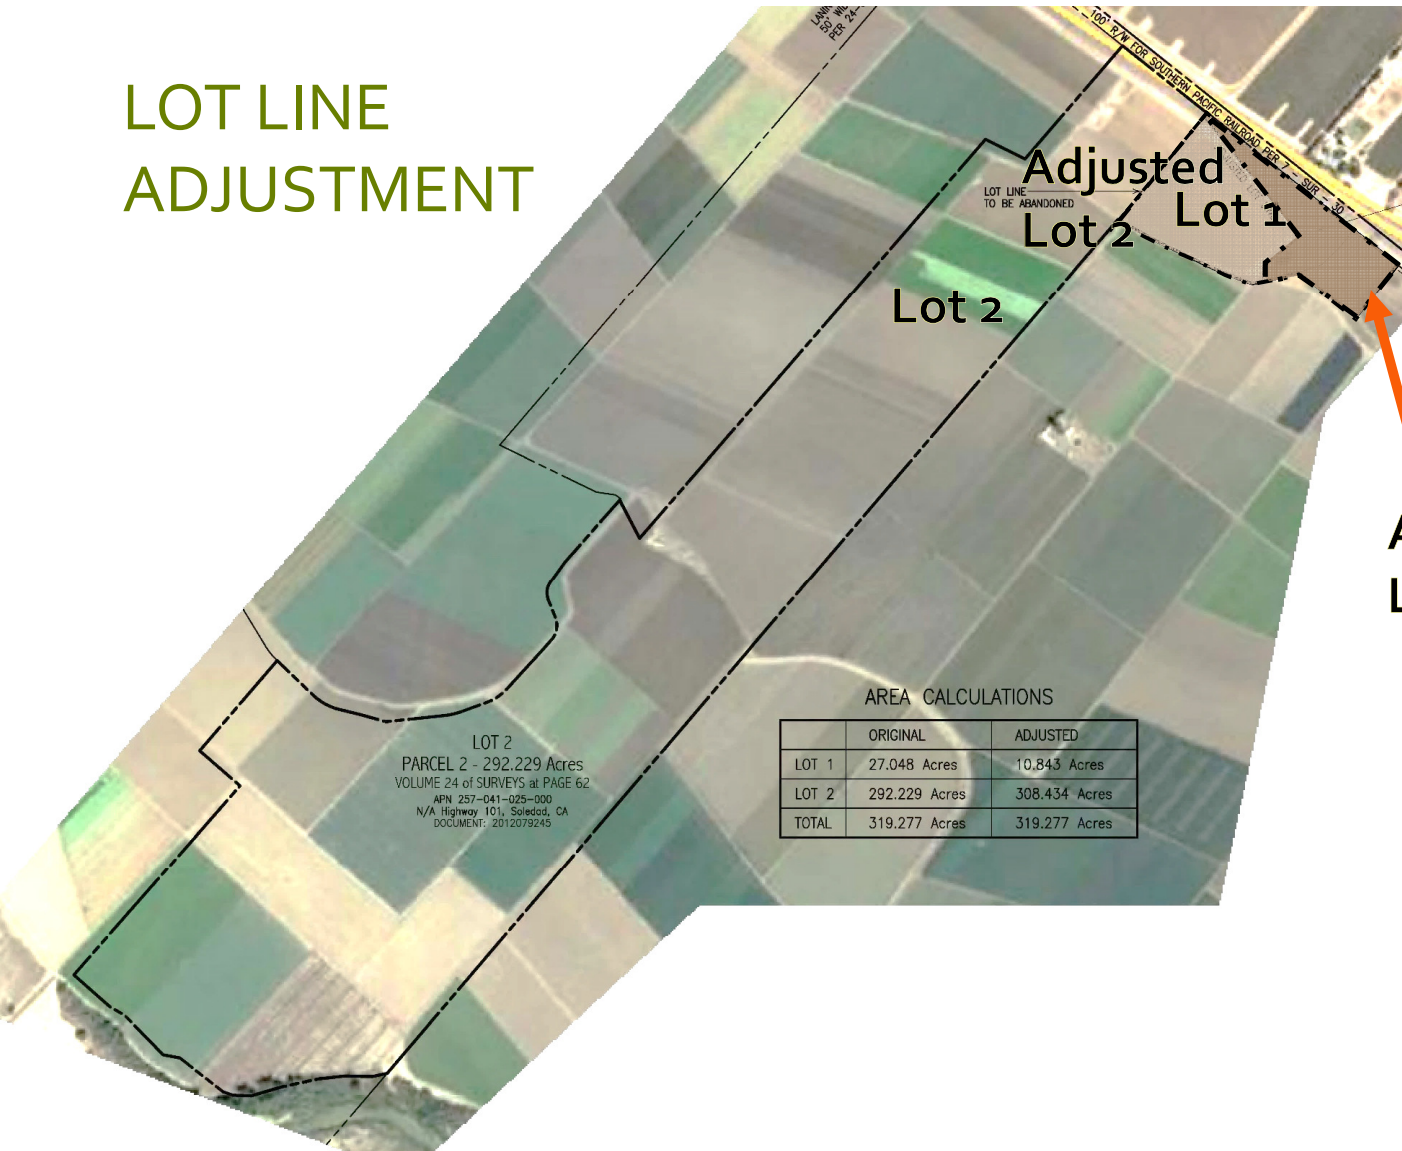 LOT LINE
ADJUSTMENT
50' WI
PER 24-
100' R/W FOR SOUTHERN PACIFIC RAILROAD PER 7 - SUR - 30
Adjusted
Lot 2
LOT LINE
TO BE ABANDONED
Lot 1
Lot 2
A
L
LOT 2
PARCEL 2 - 292.229 Acres
VOLUME 24 of SURVEYS at PAGE 62
APN 257-041-025-000
N/A Highway 101, Soledad, CA
DOCUMENT: 2012079245
AREA CALCULATIONS
ORIGINAL ADJUSTED
LOT 1 27.048 Acres 10.843 Acres
LOT 2 292.229 Acres 308.434 Acres
TOTAL 319.277 Acres 319.277 Acres